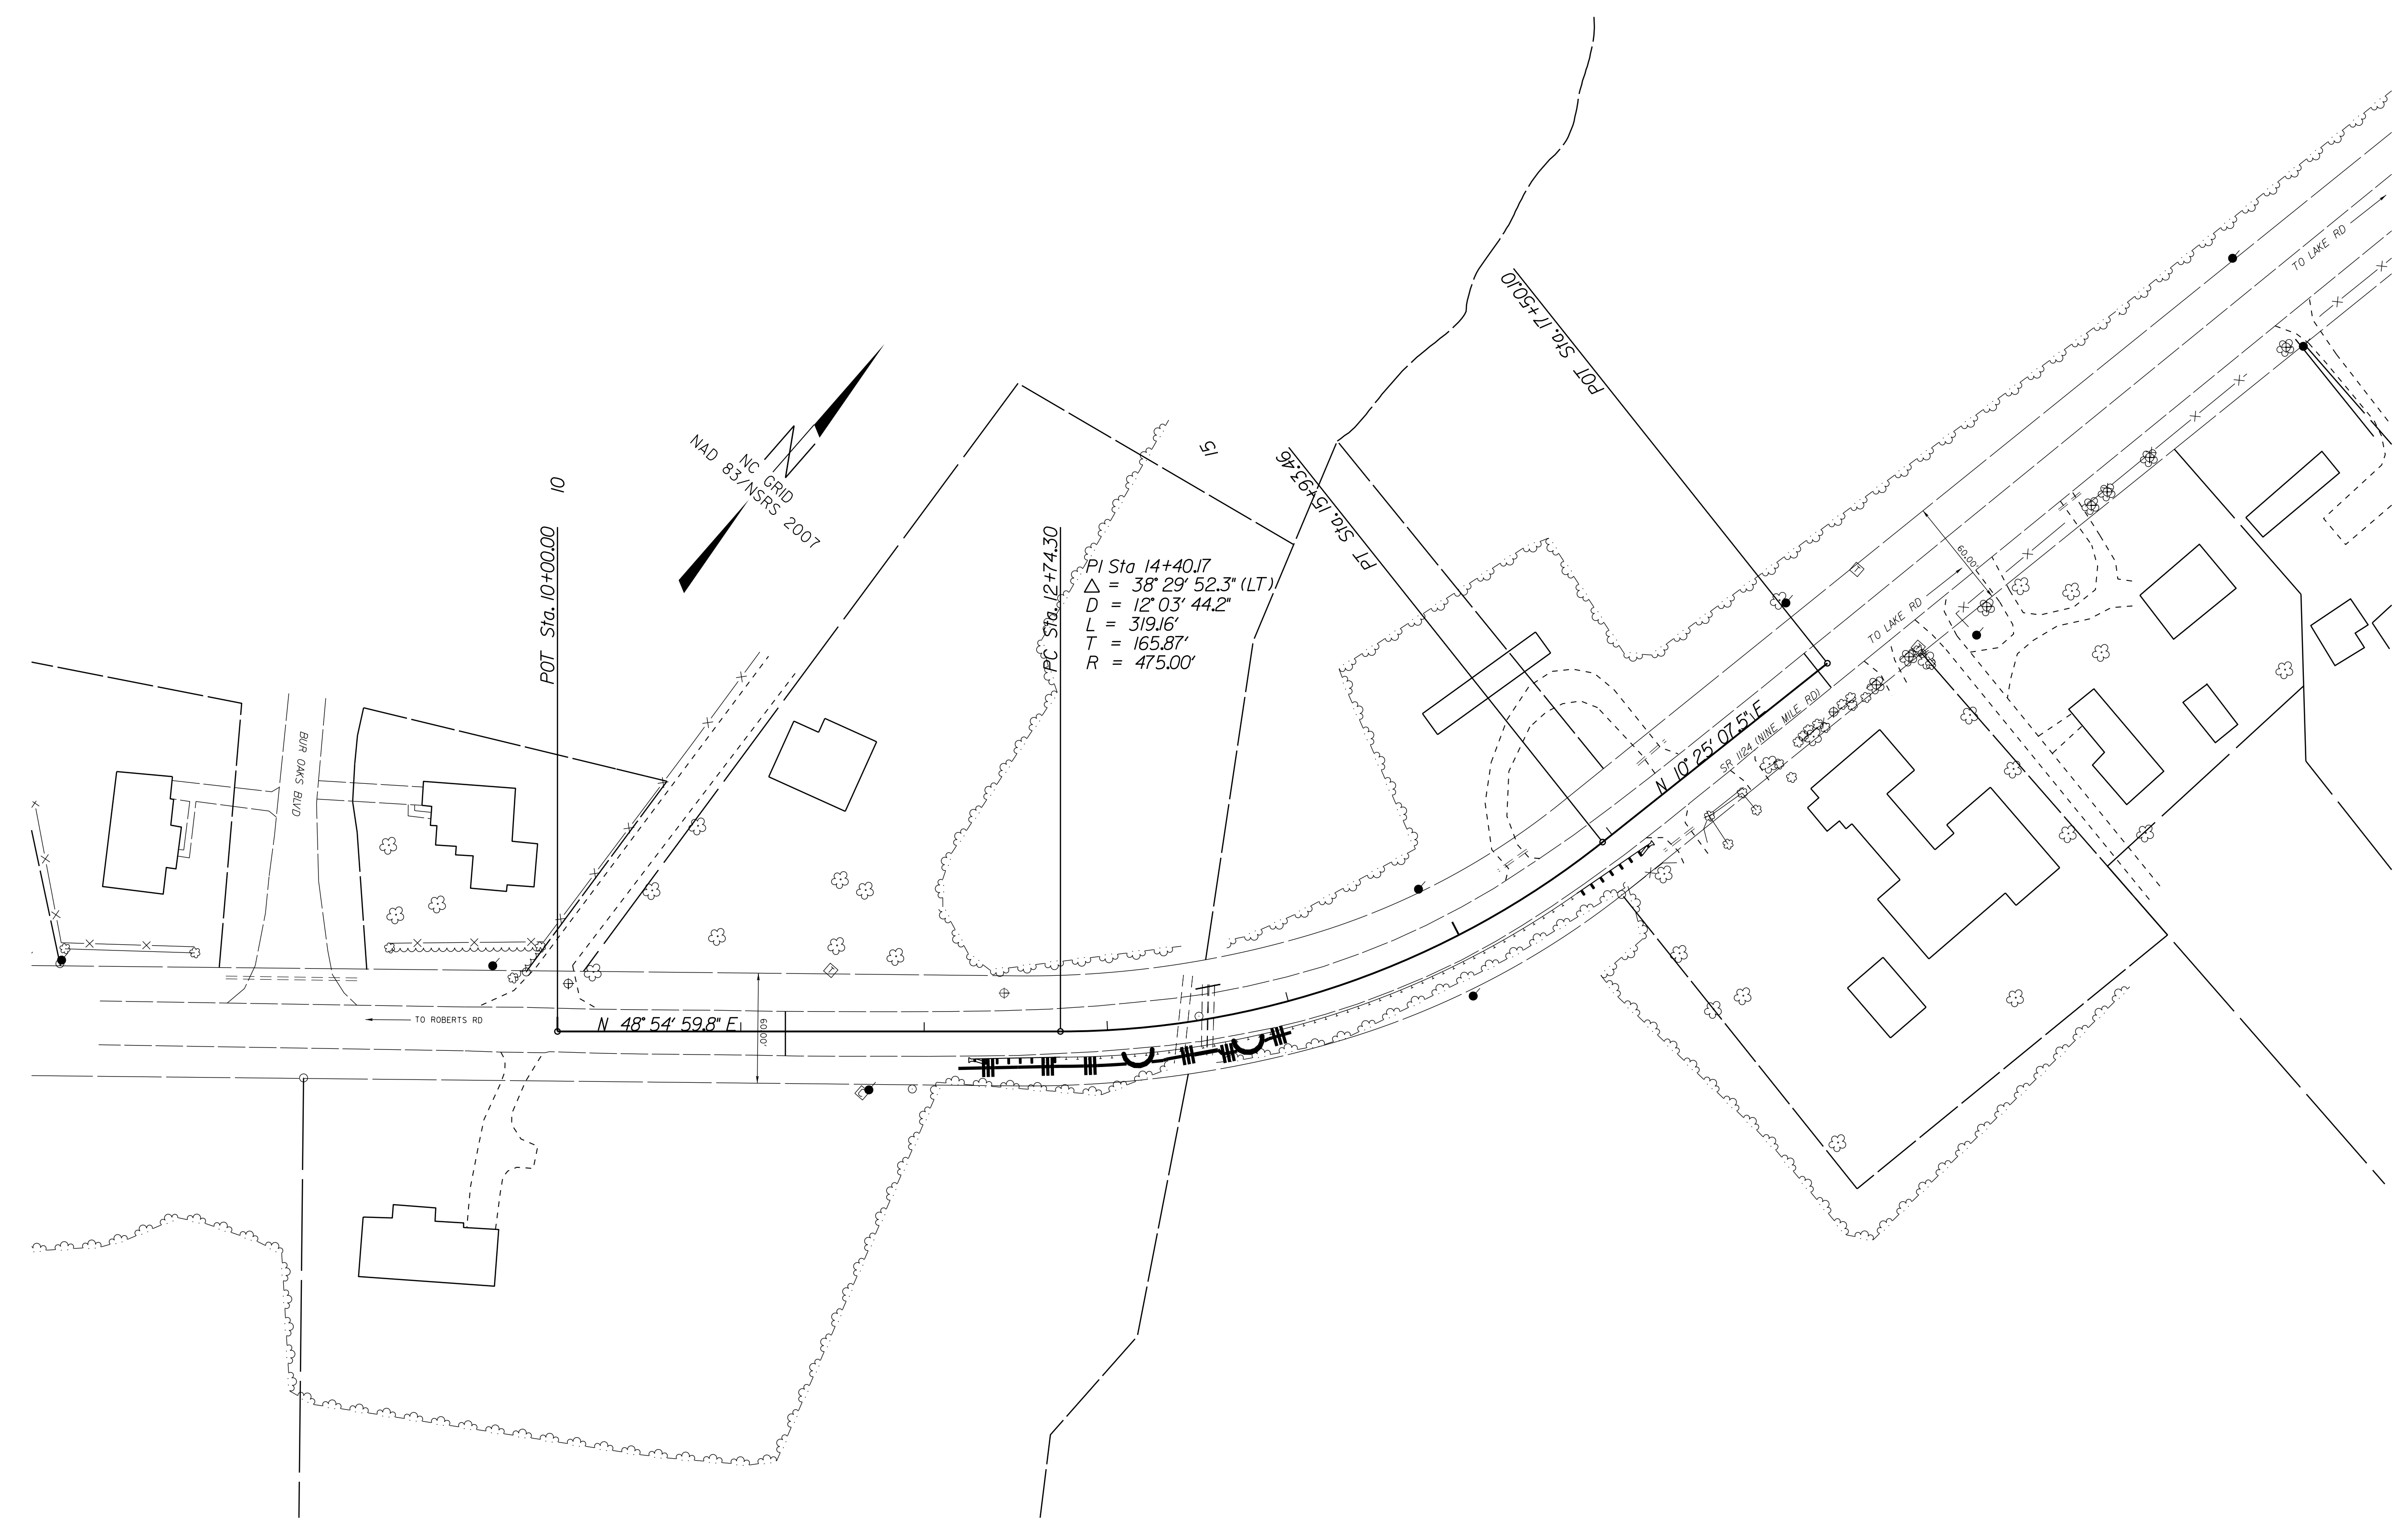 TO LAKE RD
POT Sta. 17+50.10
15
NAD 83/NSRS 2007
NC GRID
N
PT Sta. 15+93.46
10
POT Sta. 10+00.00
PC Sta. 12+74.30
PI Sta 14+40.17
△ = 38° 29' 52.3" (LT)
D = 12° 03' 44.2"
L = 319.16'
T = 165.87'
R = 475.00'
60.00'
TO LAKE RD
BUR OAKS BLVD
N 10° 25' 07.5" E
SR 1124 (NINE MILE RD)
TO ROBERTS RD
N 48° 54' 59.8" E
60.00'